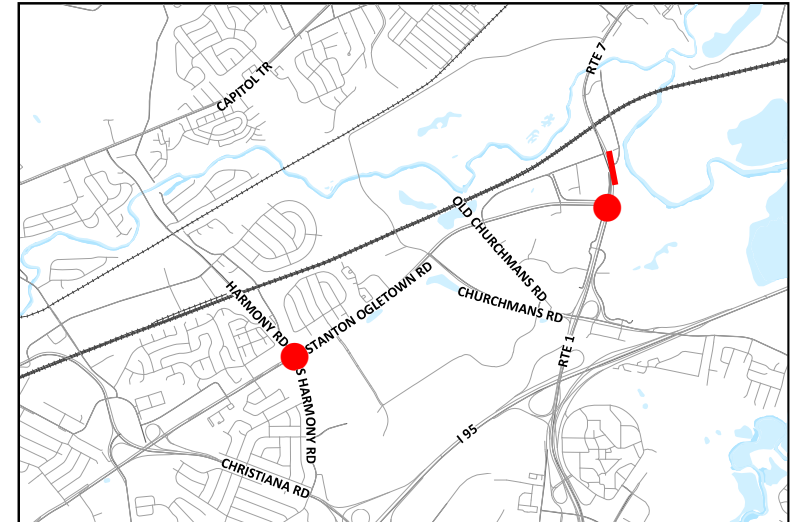 RTE 7
CAPITOL TR
OLD CHURCHMANS RD
STANTON OGLETOWN RD
HARMONY RD
CHURCHMANS RD
RTE 1
S HARMONY RD
I 95
CHRISTIANA RD